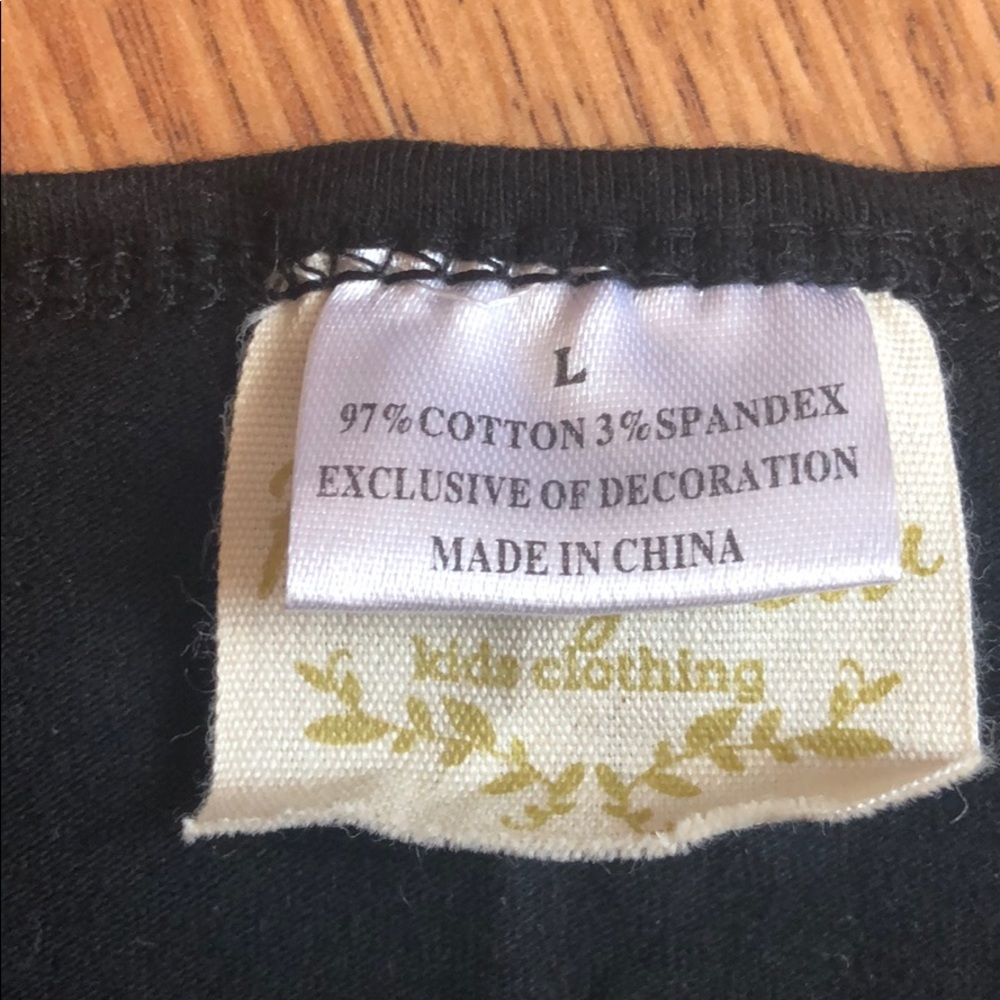 L
97% COTTON 3% SPANDEX
EXCLUSIVE OF DECORATION
MADE IN CHINA
kids clothing